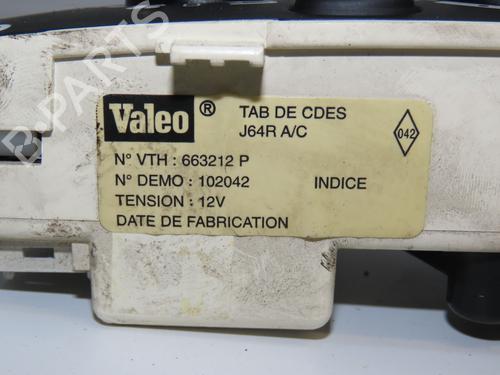 Valeo ® TAB DE CDES
J64R A/C
042
N° VTH : 663212 P
N° DEMO : 102042 INDICE
TENSION : 12V
DATE DE FABRICATION
B-Parts